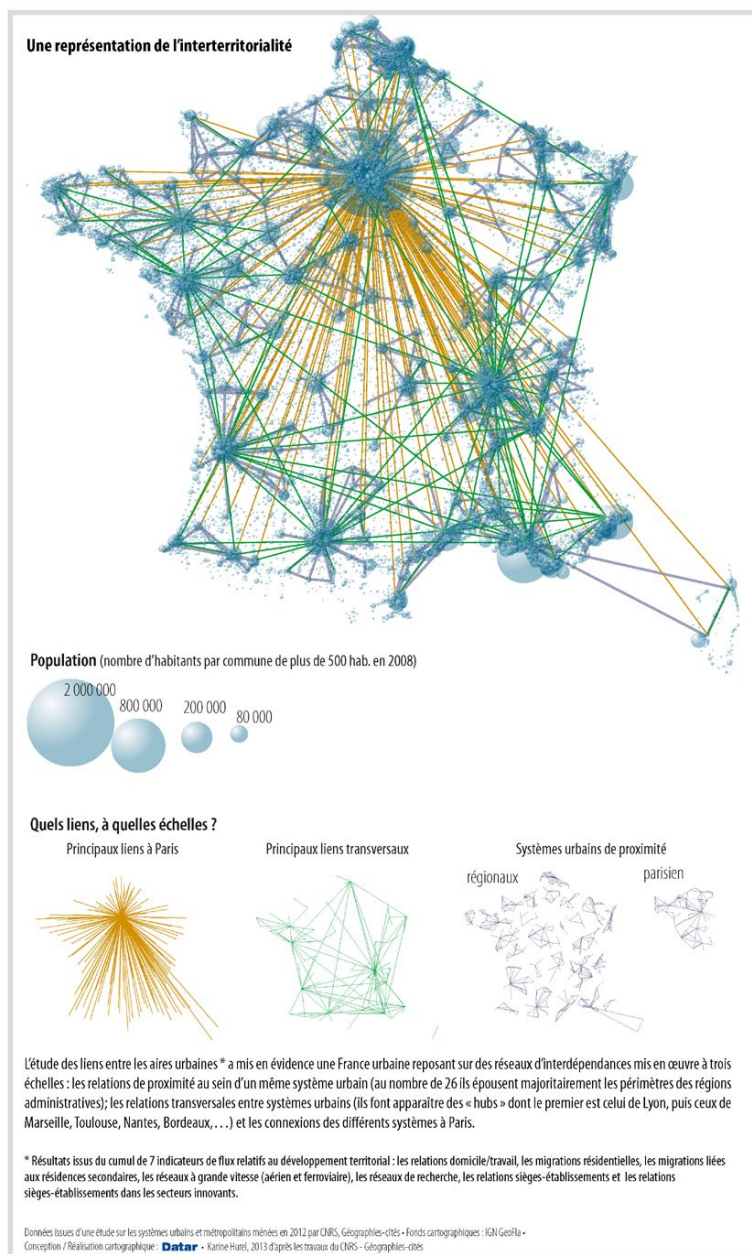 Une représentation de l'interterritorialité
Population (nombre d'habitants par commune de plus de 500 hab. en 2008)
2 000 000
800 000
200 000
80 000
Quels liens, à quelles échelles ?
Principaux liens à Paris
Principaux liens transversaux
Systèmes urbains de proximité
régionaux
parisien
L'étude des liens entre les aires urbaines * a mis en évidence une France urbaine reposant sur des réseaux d'interdépendances mis en œuvre à trois
échelles : les relations de proximité au sein d'un même système urbain (au nombre de 26 ils épousent majoritairement les périmètres des régions
administratives); les relations transversales entre systèmes urbains (ils font apparaître des « hubs » dont le premier est celui de Lyon, puis ceux de
Marseille, Toulouse, Nantes, Bordeaux,…) et les connexions des différents systèmes à Paris.
* Résultats issus du cumul de 7 indicateurs de flux relatifs au développement territorial : les relations domicile/travail, les migrations résidentielles, les migrations liées
aux résidences secondaires, les réseaux à grande vitesse (aérien et ferroviaire), les réseaux de recherche, les relations sièges-établissements et les relations
sièges-établissements dans les secteurs innovants.
Données issues d'une étude sur les systèmes urbains et métropolitains ménées en 2012 par CNRS, Géographies-cités • Fonds cartographiques : IGN GeoFla •
Conception / Réalisation cartographique : Datar • Karine Hurel, 2013 d'après les travaux du CNRS - Géographies-cités